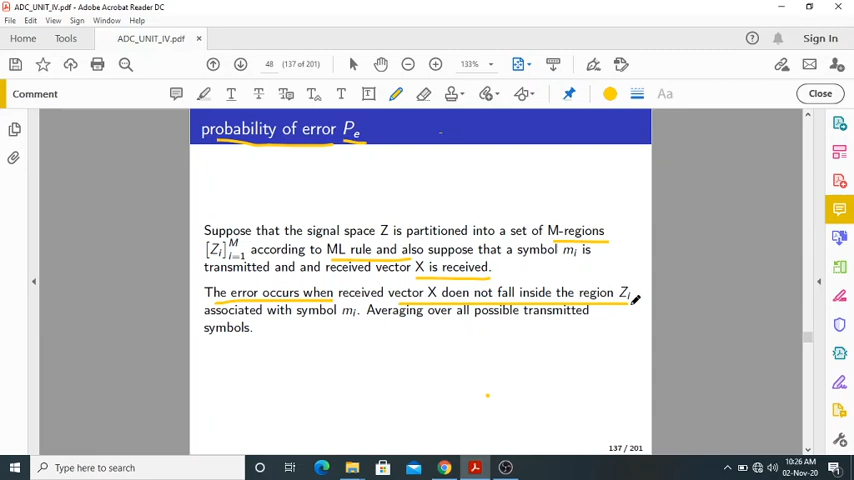 ADC_UNIT_IV.pdf - Adobe Acrobat Reader DC
File Edit View Sign Window Help
Home Tools ADC_UNIT_IV.pdf × Sign In
48 (137 of 201) 133%
Comment Aa Close
probability of error Pe
Suppose that the signal space Z is partitioned into a set of M-regions
[Zi]^M_i=1 according to ML rule and also suppose that a symbol mi is
transmitted and and received vector X is received.
The error occurs when received vector X doen not fall inside the region Zi
associated with symbol mi. Averaging over all possible transmitted
symbols.
137 / 201
Type here to search
10:26 AM
02-Nov-20